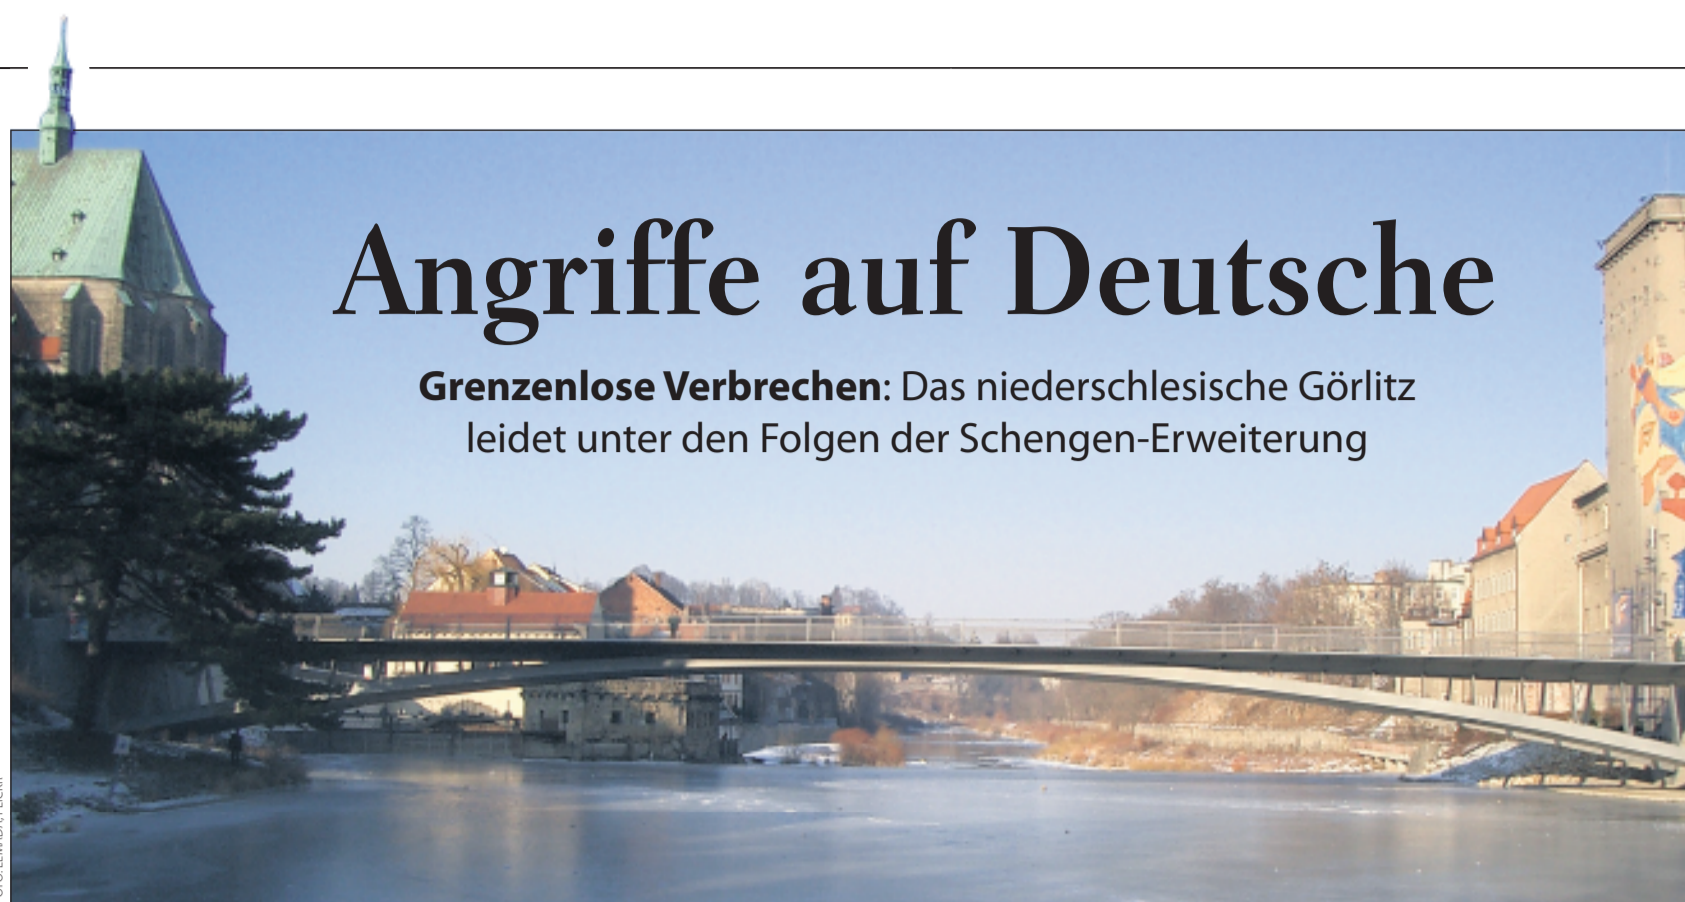 Angriffe auf Deutsche
Grenzenlose Verbrechen: Das niederschlesische Görlitz
leidet unter den Folgen der Schengen-Erweiterung